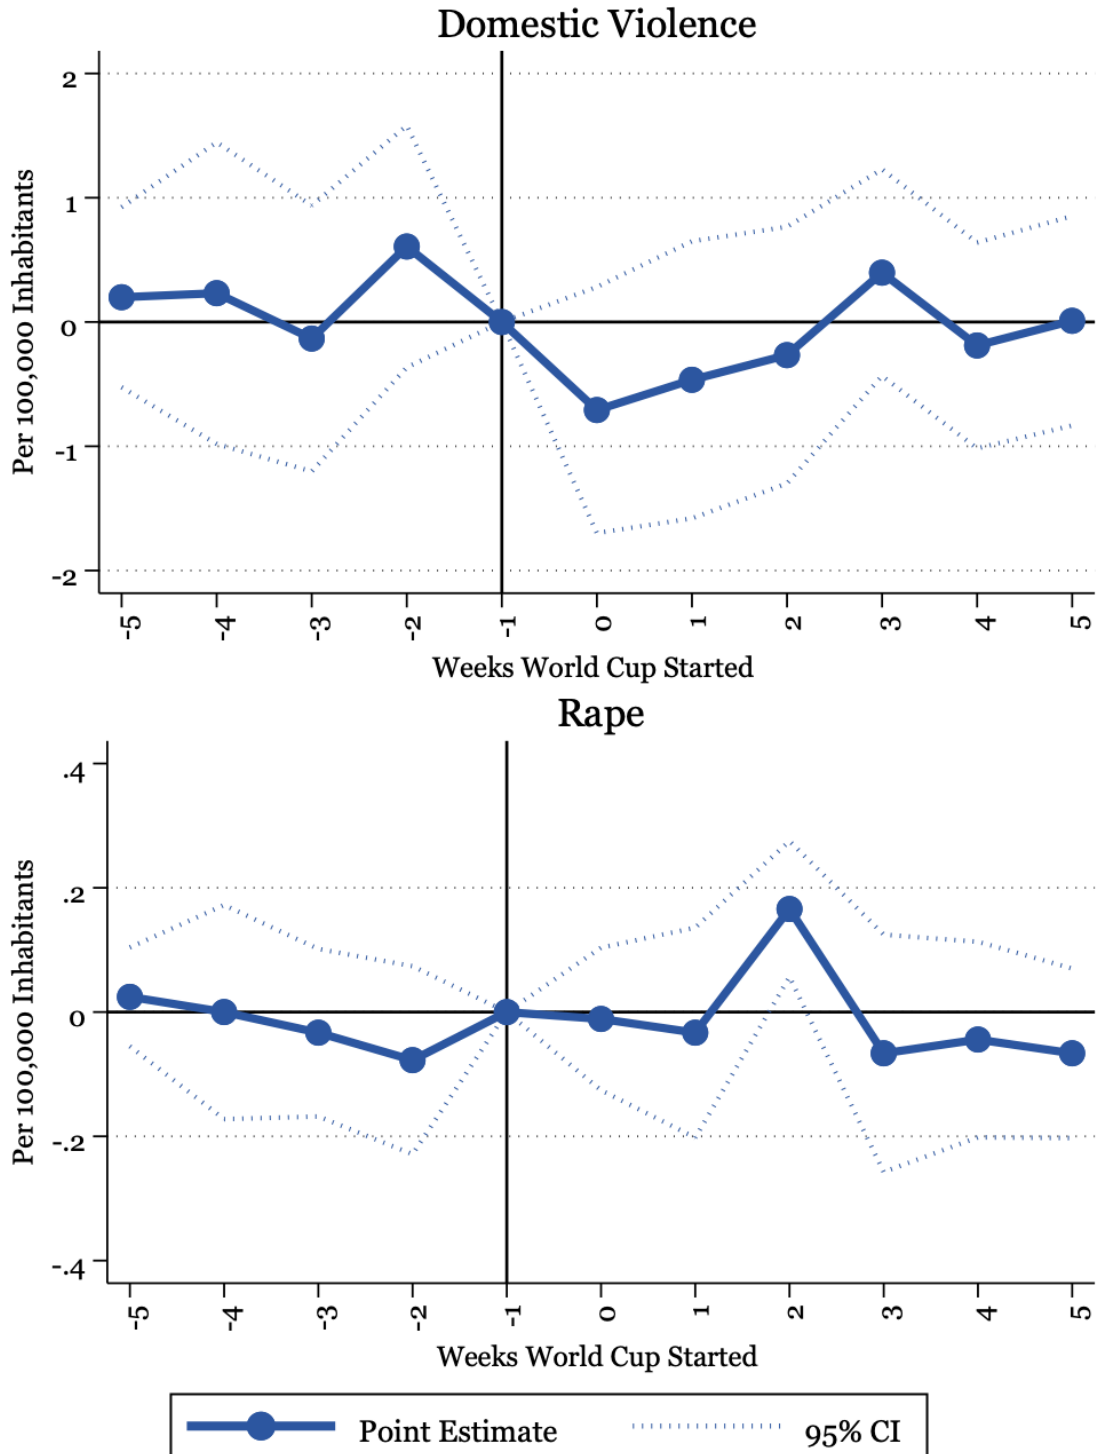 Domestic Violence
Per 100,000 Inhabitants
2
1
0
-1
-2
-5 -4 -3 -2 -1 0 1 2 3 4 5
Weeks World Cup Started
Rape
Per 100,000 Inhabitants
.4
.2
0
-.2
-.4
-5 -4 -3 -2 -1 0 1 2 3 4 5
Weeks World Cup Started
Point Estimate 95% CI